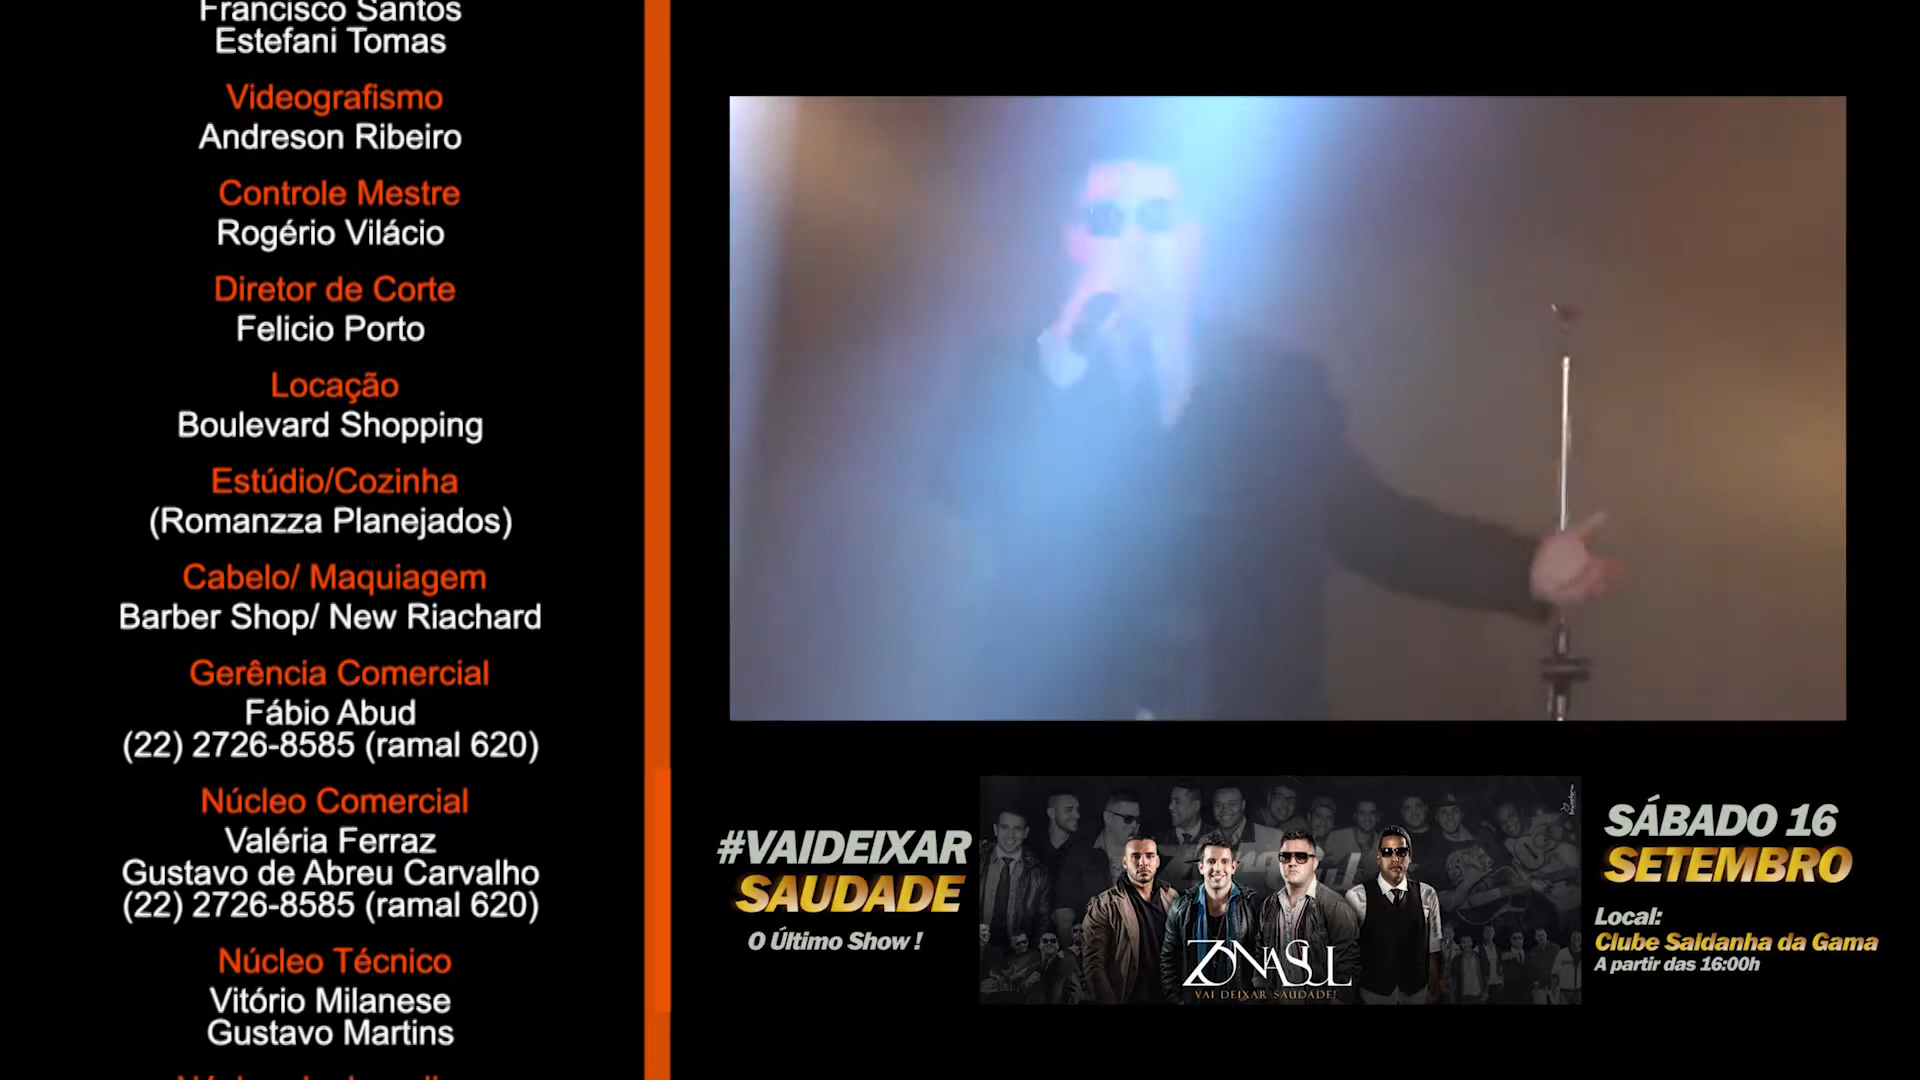 Francisco Santos
Estefani Tomas
Videografismo
Andreson Ribeiro
Controle Mestre
Rogério Vilácio
Diretor de Corte
Felicio Porto
Locação
Boulevard Shopping
Estúdio/Cozinha
(Romanzza Planejados)
Cabelo/ Maquiagem
Barber Shop/ New Riachard
Gerência Comercial
Fábio Abud
(22) 2726-8585 (ramal 620)
Núcleo Comercial
Valéria Ferraz
Gustavo de Abreu Carvalho
(22) 2726-8585 (ramal 620)
Núcleo Técnico
Vitório Milanese
Gustavo Martins
#VAIDEIXAR
SAUDADE
O Último Show !
ZONASUL
VAI DEIXAR SAUDADE!
SÁBADO 16
SETEMBRO
Local:
Clube Saldanha da Gama
A partir das 16:00h